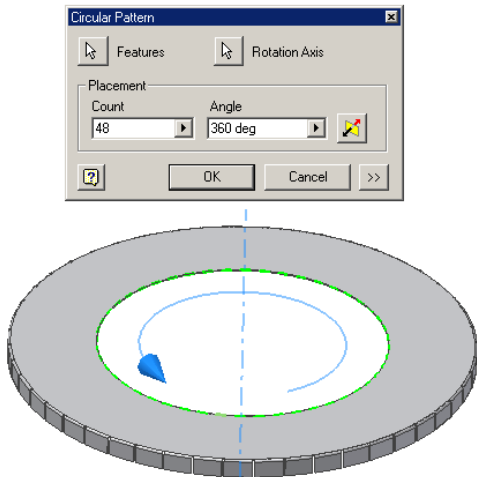 Circular Pattern
Features
Rotation Axis
Placement
Count
Angle
48
360 deg
OK
Cancel
>>